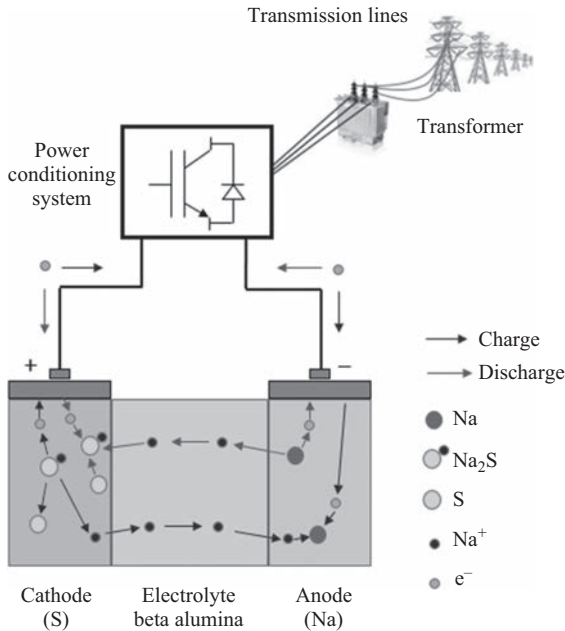 Transmission lines
Transformer
Power
conditioning
system
+
−
Charge
Discharge
Na
Na₂S
S
Na⁺
e⁻
Cathode
(S)
Electrolyte
beta alumina
Anode
(Na)